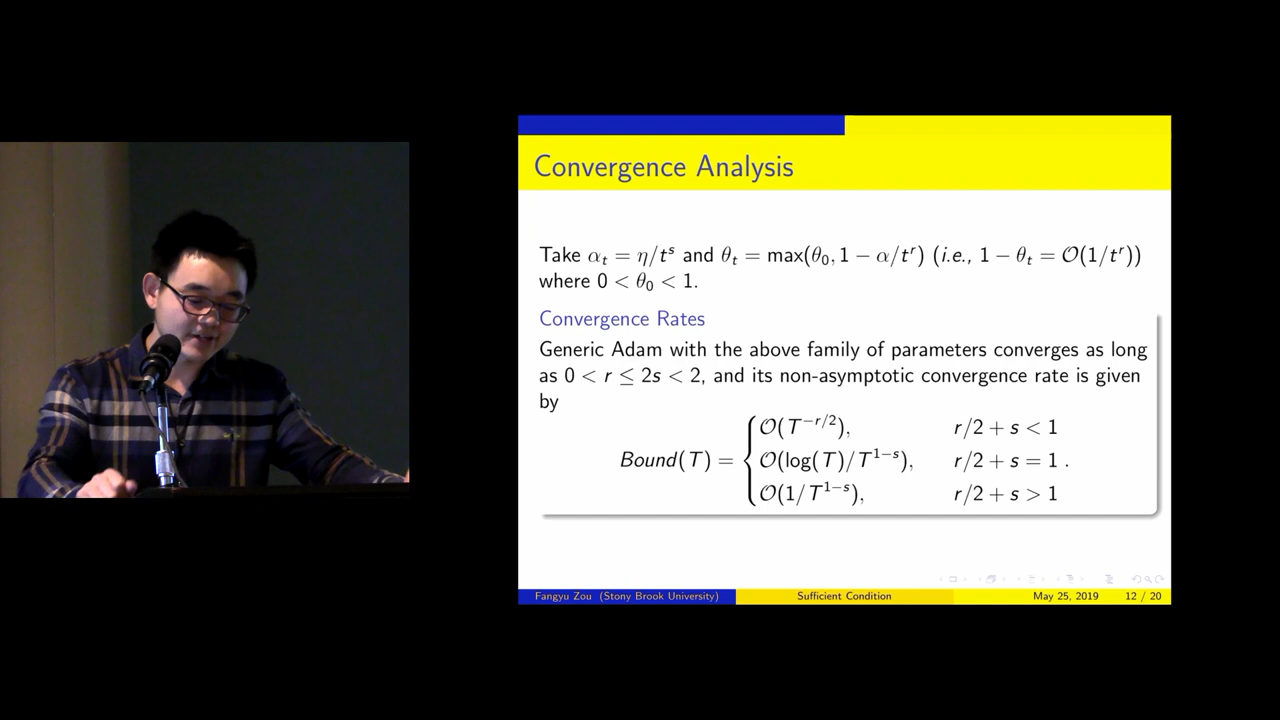 Convergence Analysis
Take αₜ = η/tˢ and θₜ = max(θ₀, 1 − α/tʳ) (i.e., 1 − θₜ = 𝒪(1/tʳ))
where 0 < θ₀ < 1.
Convergence Rates
Generic Adam with the above family of parameters converges as long
as 0 < r ≤ 2s < 2, and its non-asymptotic convergence rate is given
by
𝒪(T^{−r/2}), r/2 + s < 1
Bound(T) = { 𝒪(log(T)/T^{1−s}), r/2 + s = 1 .
𝒪(1/T^{1−s}), r/2 + s > 1
Fangyu Zou (Stony Brook University) Sufficient Condition May 25, 2019 12 / 20